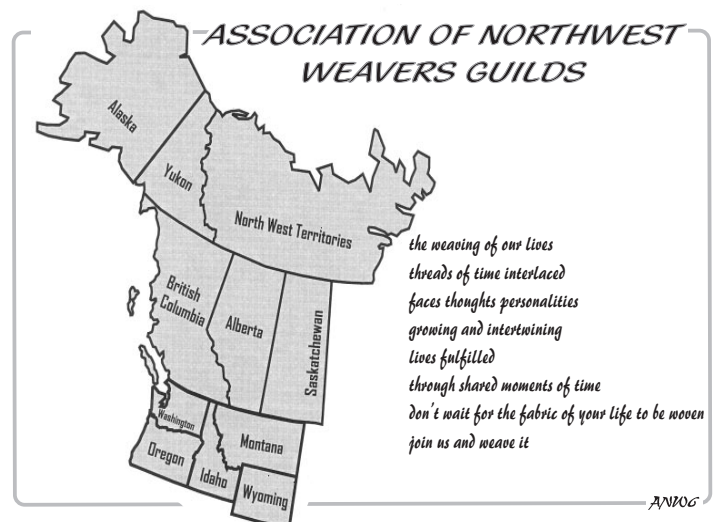 ASSOCIATION OF NORTHWEST
WEAVERS GUILDS
Alaska
Yukon
North West Territories
British
Columbia
Alberta
Saskatchewan
Washington
Oregon
Idaho
Montana
Wyoming
the weaving of our lives
threads of time interlaced
faces thoughts personalities
growing and intertwining
lives fulfilled
through shared moments of time
don't wait for the fabric of your life to be woven
join us and weave it
ANWG